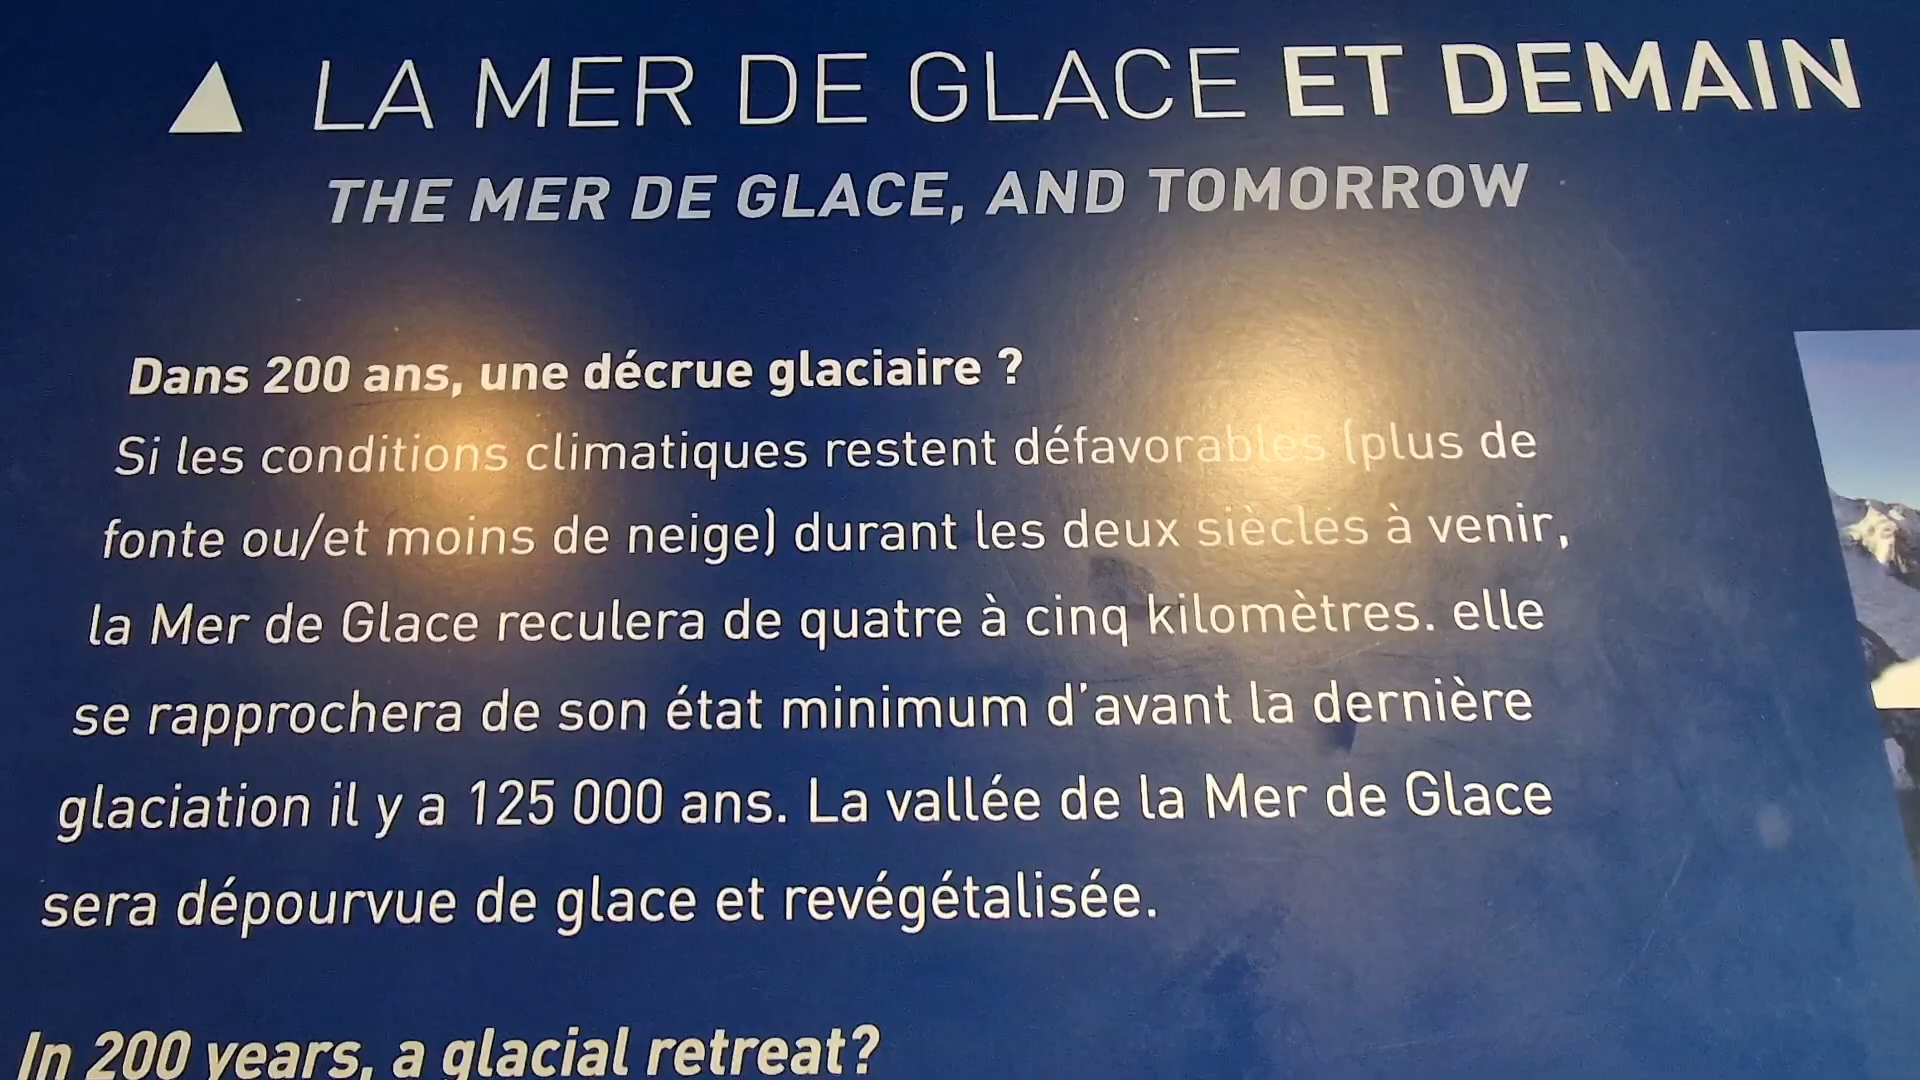 LA MER DE GLACE ET DEMAIN
THE MER DE GLACE, AND TOMORROW
Dans 200 ans, une décrue glaciaire ?
Si les conditions climatiques restent défavorables (plus de
fonte ou/et moins de neige) durant les deux siècles à venir,
la Mer de Glace reculera de quatre à cinq kilomètres. elle
se rapprochera de son état minimum d'avant la dernière
glaciation il y a 125 000 ans. La vallée de la Mer de Glace
sera dépourvue de glace et revégétalisée.
In 200 years, a glacial retreat?